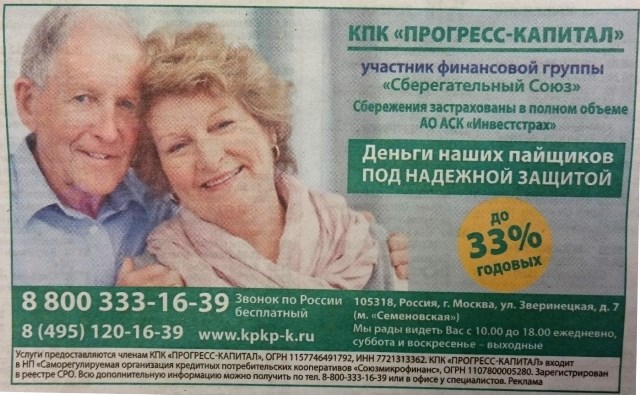 КПК «ПРОГРЕСС-КАПИТАЛ»
участник финансовой группы
«Сберегательный Союз»
Сбережения застрахованы в полном объеме
АО АСК «Инвестстрах»
Деньги наших пайщиков
ПОД НАДЕЖНОЙ ЗАЩИТОЙ
до
33%
годовых
8 800 333-16-39 Звонок по России бесплатный
8 (495) 120-16-39 www.kpkp-k.ru
105318, Россия, г. Москва, ул. Зверинецкая, д. 7
(м. «Семеновская»)
Мы рады видеть Вас с 10.00 до 18.00 ежедневно,
суббота и воскресенье – выходные
Услуги предоставляются членам КПК «ПРОГРЕСС-КАПИТАЛ», ОГРН 1157746491792, ИНН 7721313362. КПК «ПРОГРЕСС-КАПИТАЛ» входит
в НП «Саморегулируемая организация кредитных потребительских кооперативов «Союзмикрофинанс», ОГРН 1107800005280. Зарегистрирован
в реестре СРО. Всю дополнительную информацию можно получить по тел. 8-800-333-16-39 или в офисе у специалистов. Реклама